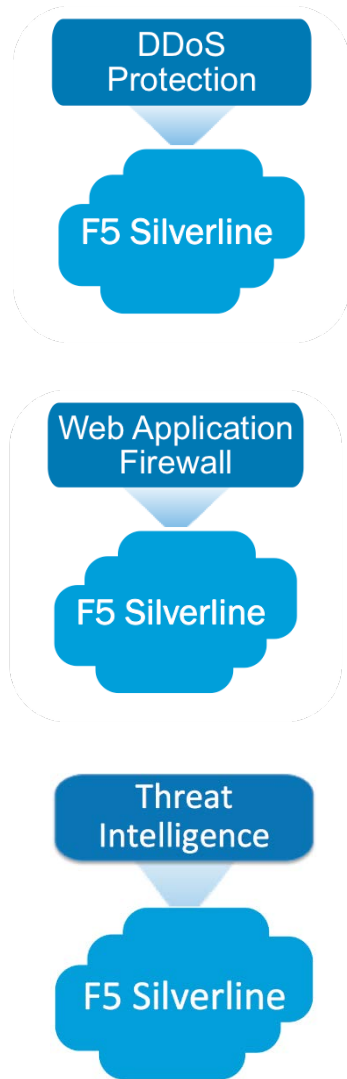 DDoS
Protection
F5 Silverline
Web Application
Firewall
F5 Silverline
Threat
Intelligence
F5 Silverline